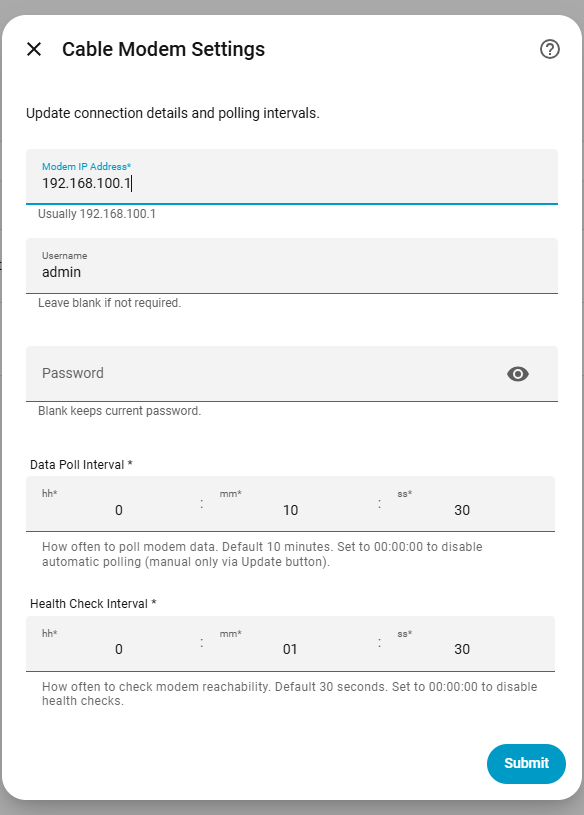 Cable Modem Settings
Update connection details and polling intervals.
Modem IP Address*
192.168.100.1
Usually 192.168.100.1
Username
admin
Leave blank if not required.
Password
Blank keeps current password.
Data Poll Interval *
hh* mm* ss*
0 : 10 : 30
How often to poll modem data. Default 10 minutes. Set to 00:00:00 to disable
automatic polling (manual only via Update button).
Health Check Interval *
hh* mm* ss*
0 : 01 : 30
How often to check modem reachability. Default 30 seconds. Set to 00:00:00 to disable
health checks.
Submit